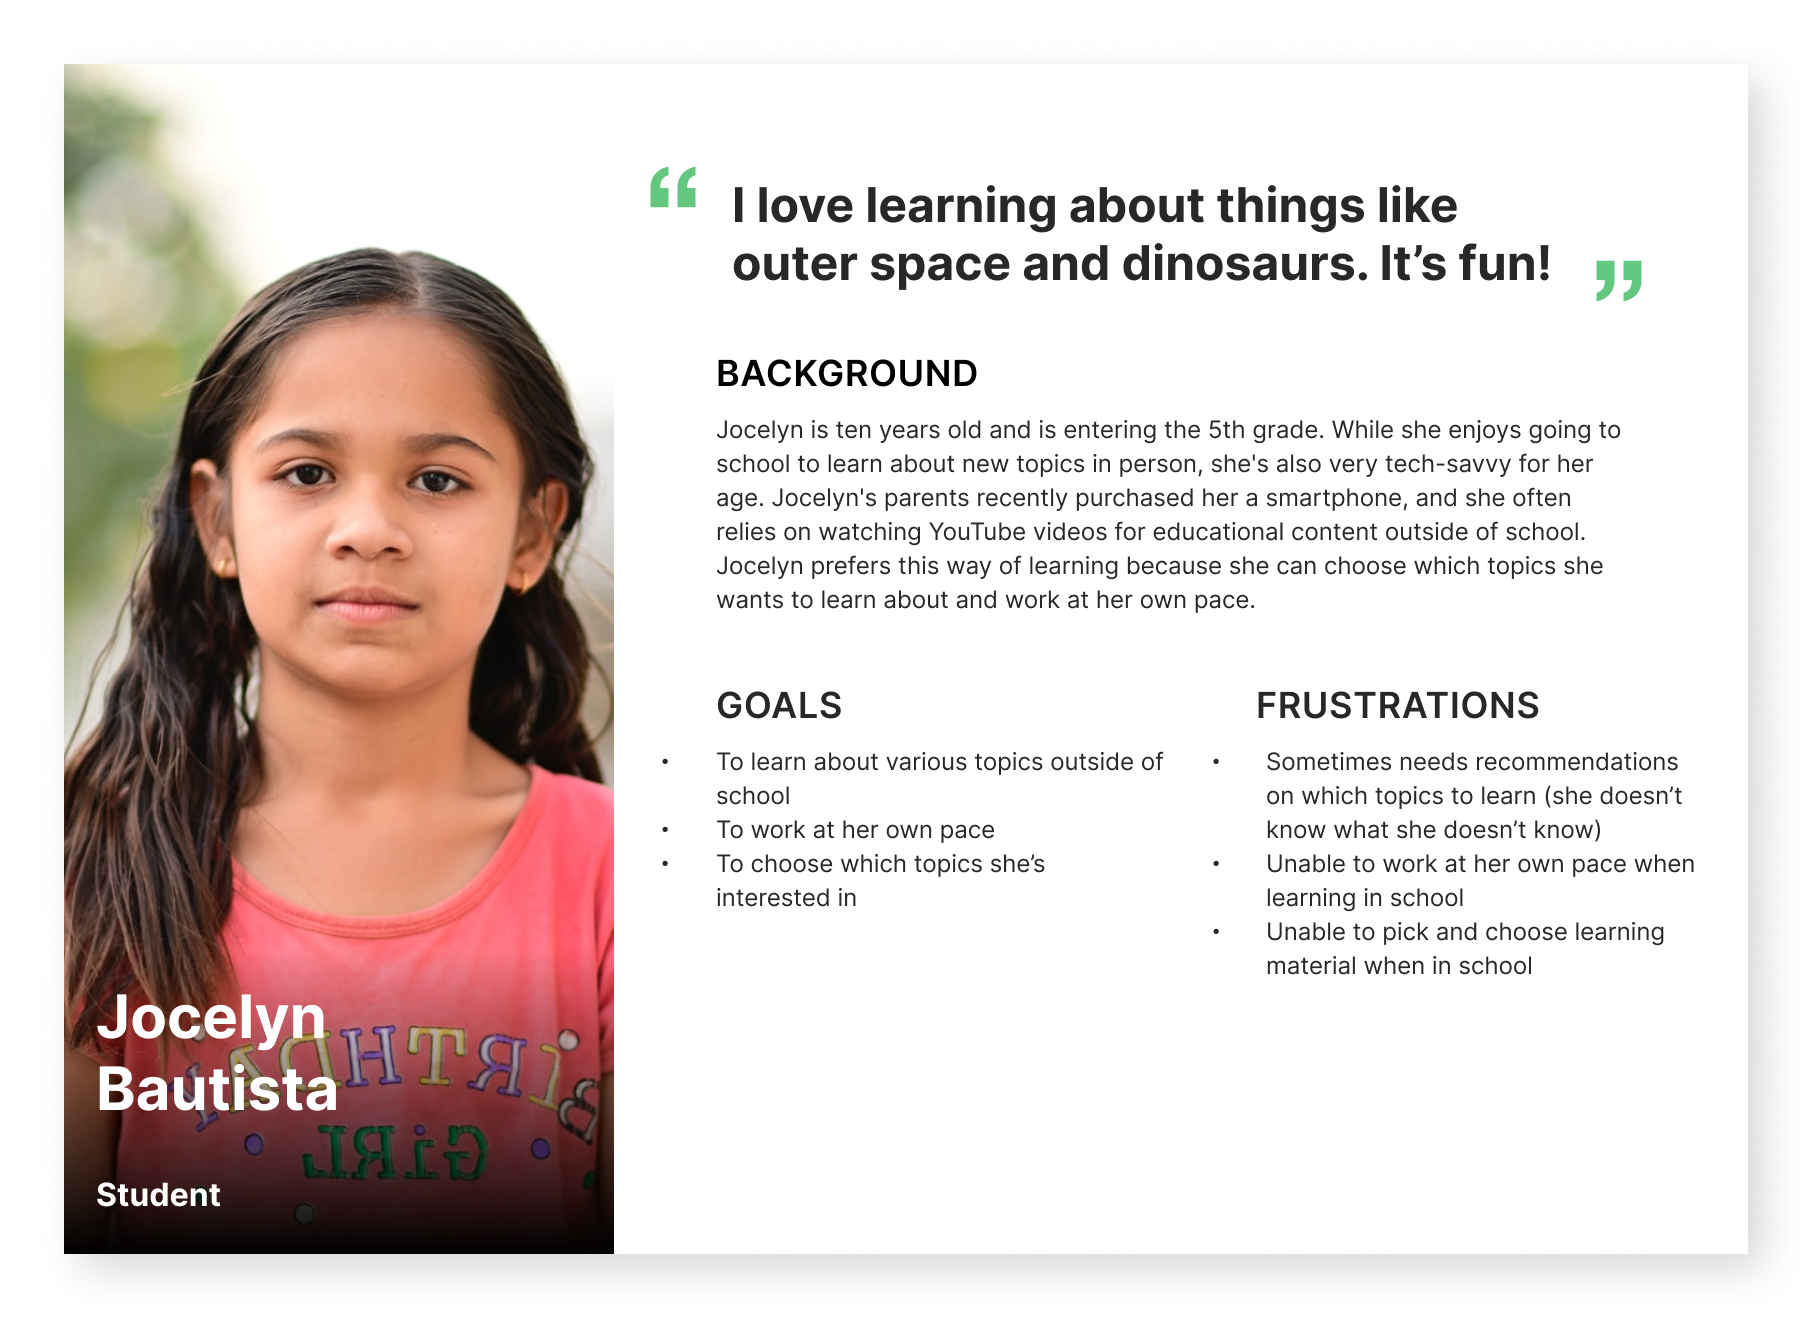 “ I love learning about things like
outer space and dinosaurs. It’s fun! ”
BACKGROUND
Jocelyn is ten years old and is entering the 5th grade. While she enjoys going to
school to learn about new topics in person, she's also very tech-savvy for her
age. Jocelyn's parents recently purchased her a smartphone, and she often
relies on watching YouTube videos for educational content outside of school.
Jocelyn prefers this way of learning because she can choose which topics she
wants to learn about and work at her own pace.
GOALS
• To learn about various topics outside of
school
• To work at her own pace
• To choose which topics she’s
interested in
FRUSTRATIONS
• Sometimes needs recommendations
on which topics to learn (she doesn’t
know what she doesn’t know)
• Unable to work at her own pace when
learning in school
• Unable to pick and choose learning
material when in school
Jocelyn
Bautista
Student
BiRTHDAY
GiRL